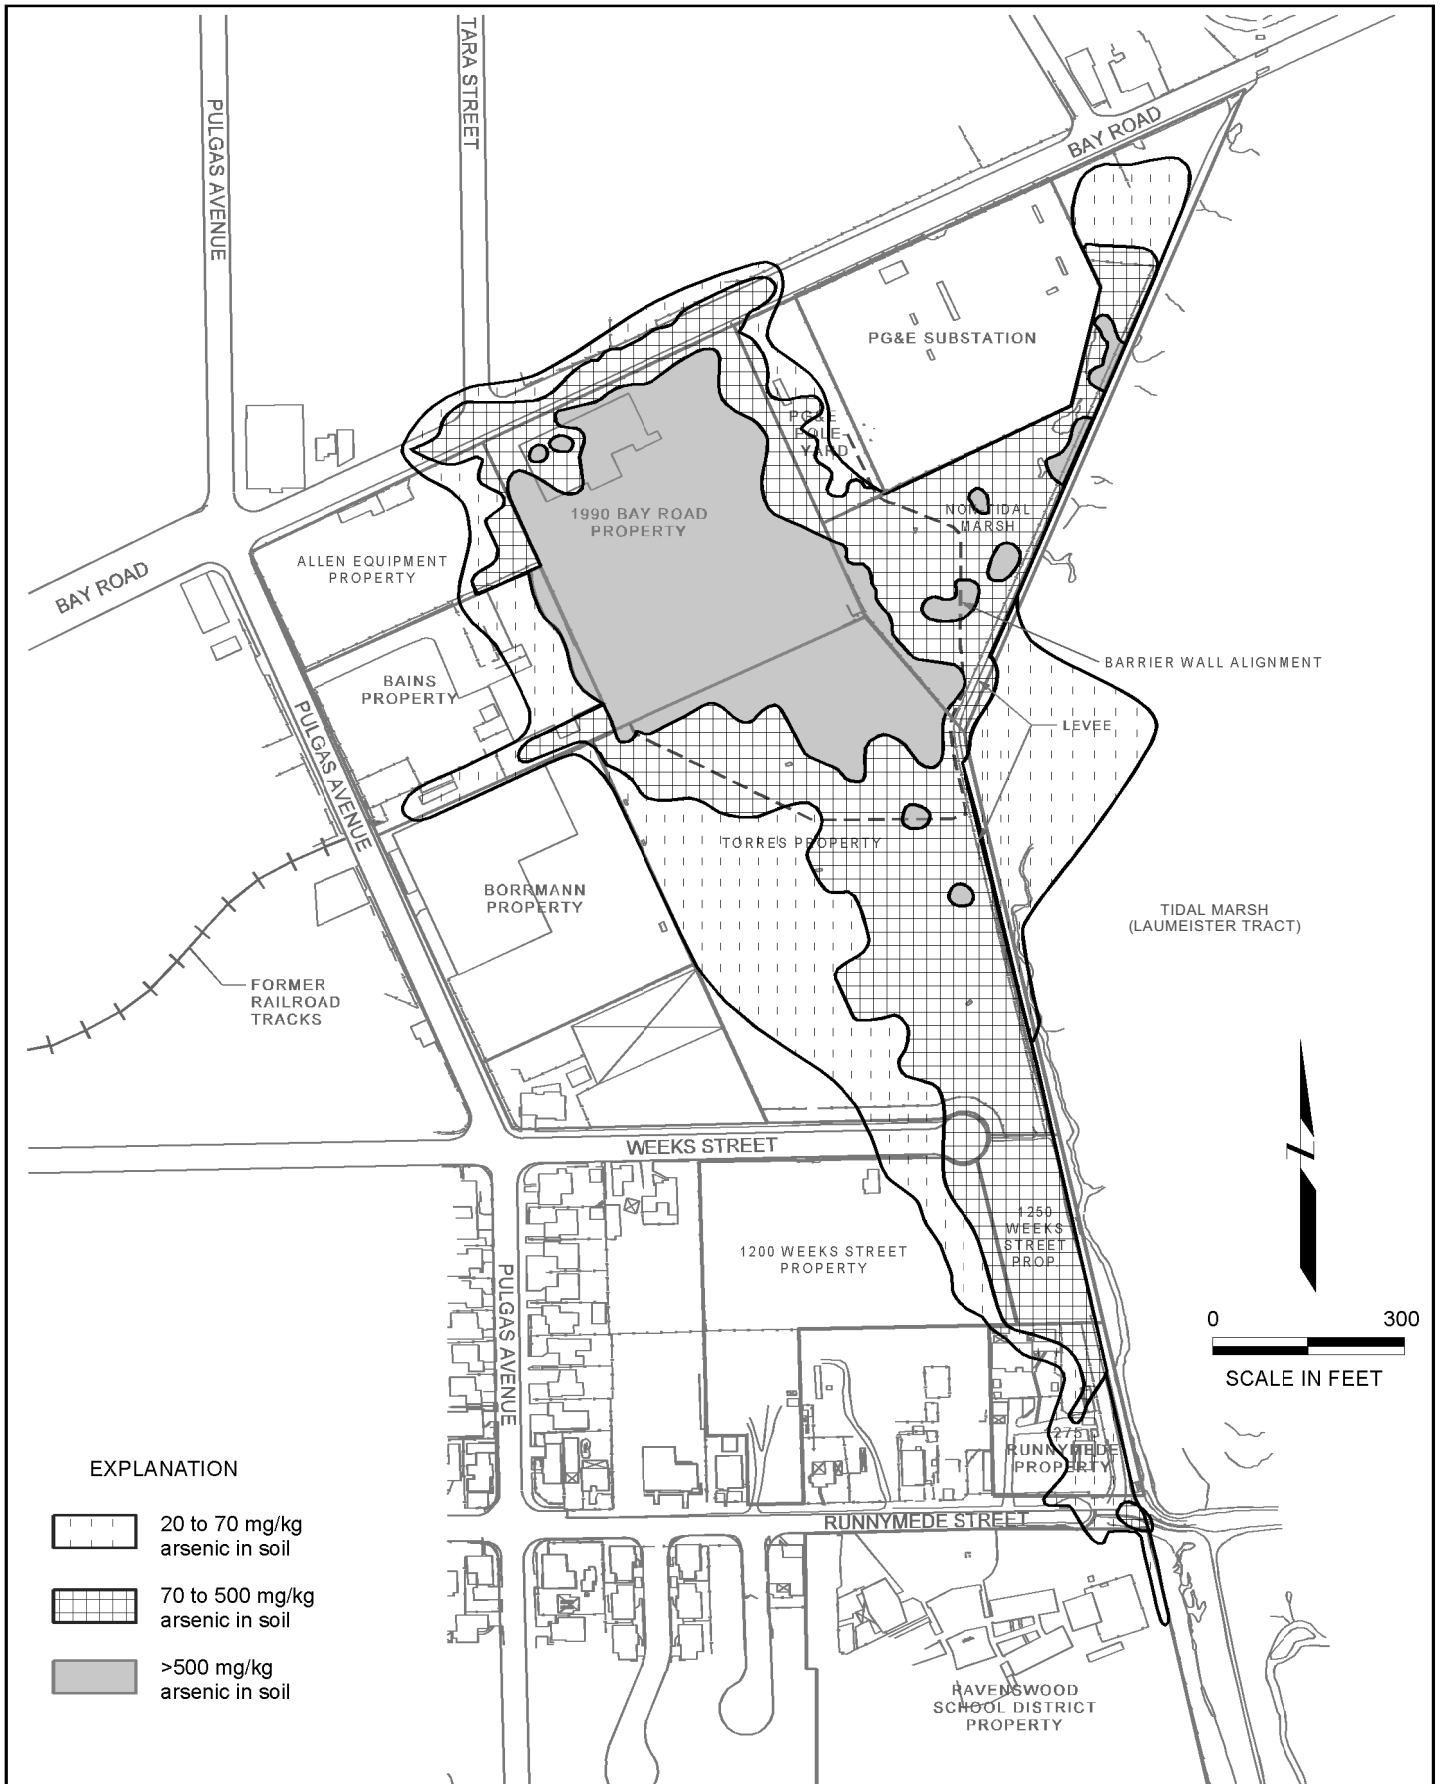 TARA STREET
PULGAS AVENUE
BAY ROAD
PG&E SUBSTATION
PG&E
POLE
YARD
1990 BAY ROAD
PROPERTY
NON-TIDAL
MARSH
ALLEN EQUIPMENT
PROPERTY
BAY ROAD
BARRIER WALL ALIGNMENT
BAINS
PROPERTY
LEVEE
PULGAS AVENUE
TORRES PROPERTY
BORRMANN
PROPERTY
TIDAL MARSH
(LAUMEISTER TRACT)
FORMER
RAILROAD
TRACKS
WEEKS STREET
1250
WEEKS
STREET
PROP.
1200 WEEKS STREET
PROPERTY
PULGAS AVENUE
0 300
SCALE IN FEET
RUNNYMEDE
PROPERTY
RUNNYMEDE STREET
EXPLANATION
20 to 70 mg/kg
arsenic in soil
70 to 500 mg/kg
arsenic in soil
>500 mg/kg
arsenic in soil
RAVENSWOOD
SCHOOL DISTRICT
PROPERTY